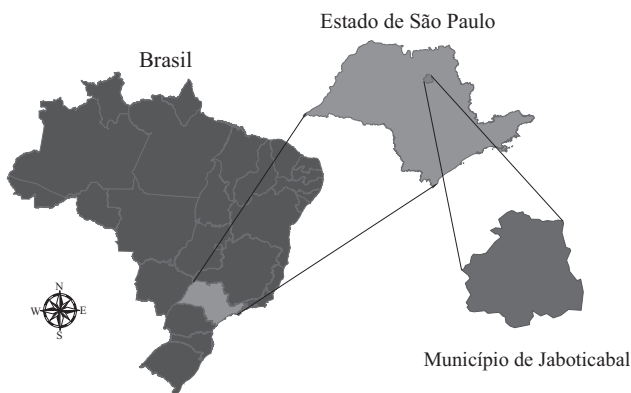 Estado de São Paulo
Brasil
N
W
E
S
Município de Jaboticabal